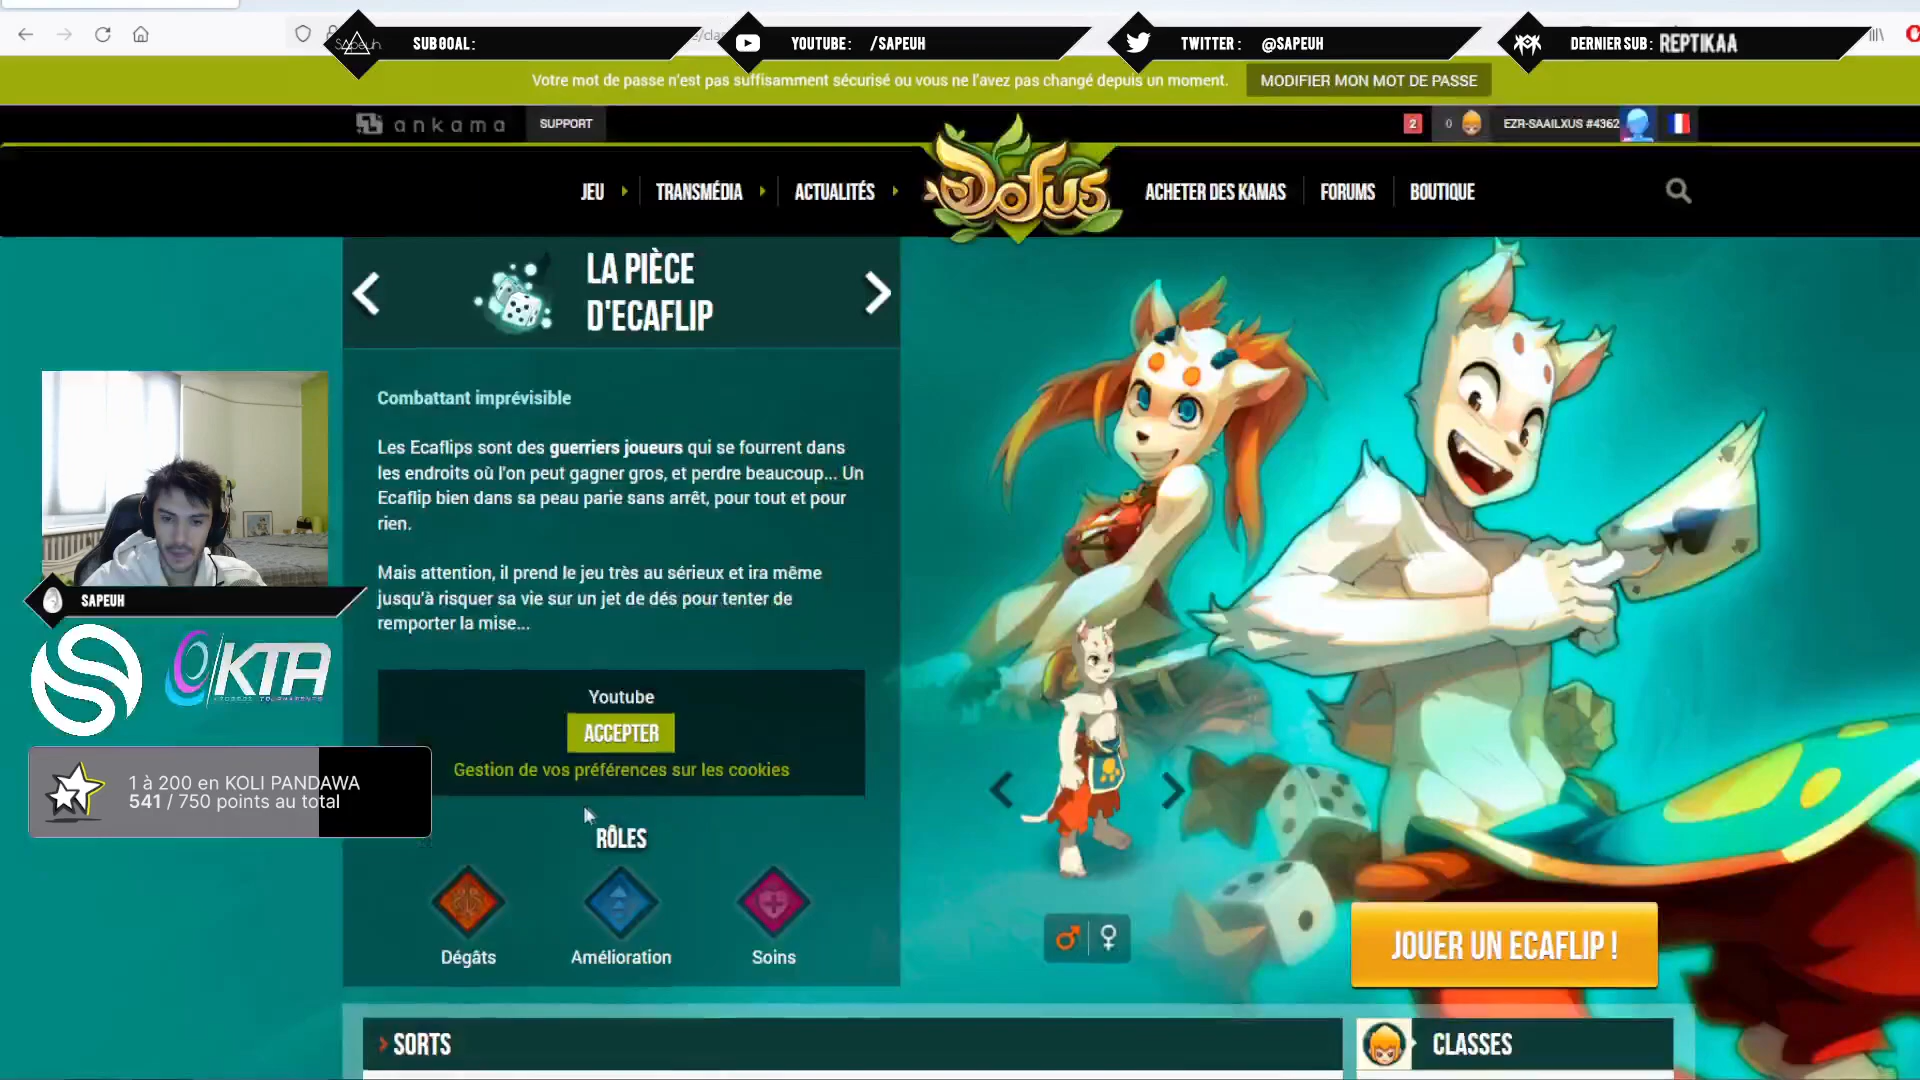 Sapeuh
SUBGOAL :
YOUTUBE : /SAPEUH
TWITTER : @SAPEUH
DERNIER SUB : REPTIKAA
Votre mot de passe n'est pas suffisamment sécurisé ou vous ne l'avez pas changé depuis un moment.
MODIFIER MON MOT DE PASSE
ankama
SUPPORT
2
0
EZR-SAAILXUS #4362
JEU
TRANSMÉDIA
ACTUALITÉS
DOFUS
ACHETER DES KAMAS
FORUMS
BOUTIQUE
LA PIÈCE
D'ECAFLIP
Combattant imprévisible
Les Ecaflips sont des guerriers joueurs qui se fourrent dans
les endroits où l'on peut gagner gros, et perdre beaucoup... Un
Ecaflip bien dans sa peau parie sans arrêt, pour tout et pour
rien.
Mais attention, il prend le jeu très au sérieux et ira même
jusqu'à risquer sa vie sur un jet de dés pour tenter de
remporter la mise...
SAPEUH
KTA
Youtube
ACCEPTER
Gestion de vos préférences sur les cookies
1 à 200 en KOLI PANDAWA
541 / 750 points au total
RÔLES
Dégâts
Amélioration
Soins
JOUER UN ECAFLIP !
SORTS
CLASSES